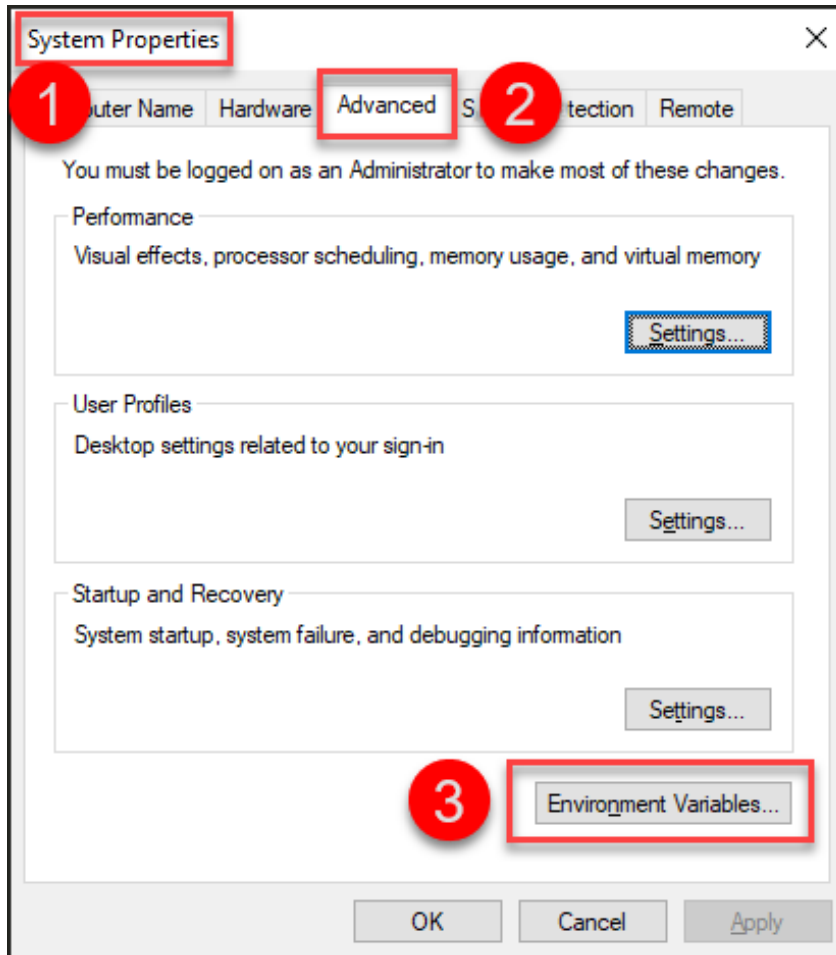 System Properties
1 uter Name Hardware Advanced S 2 tection Remote
You must be logged on as an Administrator to make most of these changes.
Performance
Visual effects, processor scheduling, memory usage, and virtual memory
Settings...
User Profiles
Desktop settings related to your sign-in
Settings...
Startup and Recovery
System startup, system failure, and debugging information
Settings...
3 Environment Variables...
OK Cancel Apply